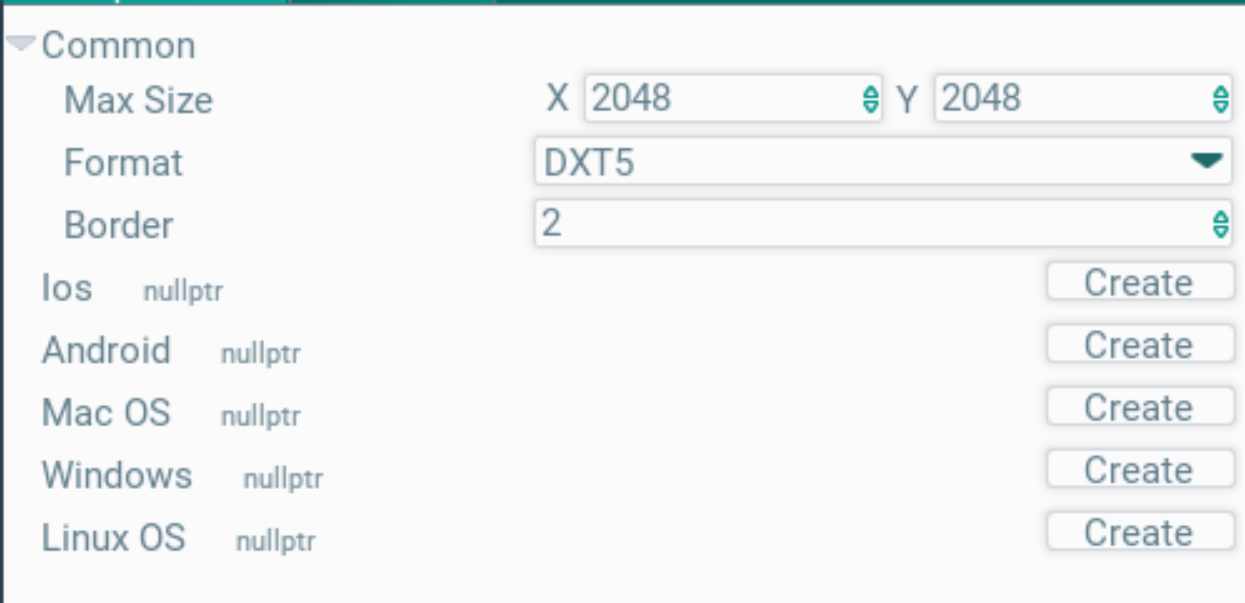 Common
Max Size X 2048 Y 2048
Format DXT5
Border 2
Ios nullptr Create
Android nullptr Create
Mac OS nullptr Create
Windows nullptr Create
Linux OS nullptr Create